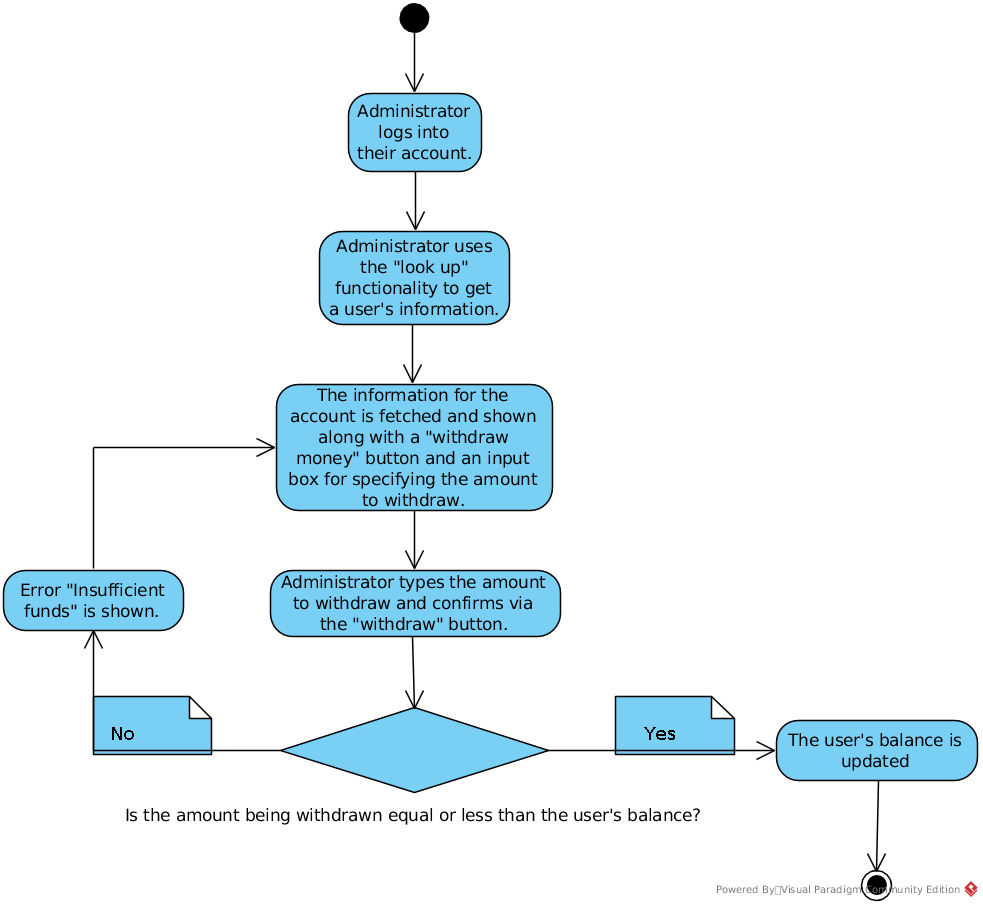 Administrator
logs into
their account.
Administrator uses
the "look up"
functionality to get
a user's information.
The information for the
account is fetched and shown
along with a "withdraw
money" button and an input
box for specifying the amount
to withdraw.
Error "Insufficient
funds" is shown.
Administrator types the amount
to withdraw and confirms via
the "withdraw" button.
No
Yes
The user's balance is
updated
Is the amount being withdrawn equal or less than the user's balance?
Powered By Visual Paradigm Community Edition